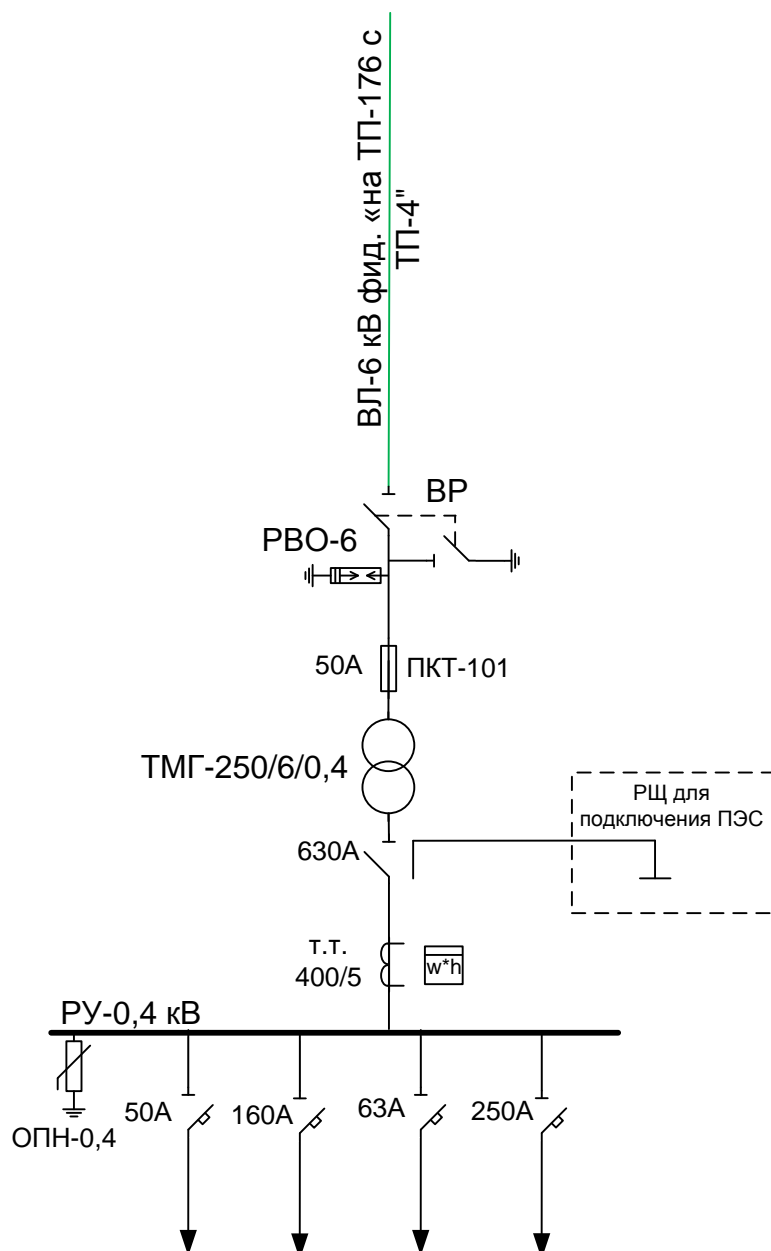 ВЛ-6 кВ фид. «на ТП-176 с
ТП-4"
ВР
РВО-6
50А
ПКТ-101
ТМГ-250/6/0,4
РЩ для
подключения ПЭС
630А
т.т.
400/5
w*h
РУ-0,4 кВ
50А
160А
63А
250А
ОПН-0,4